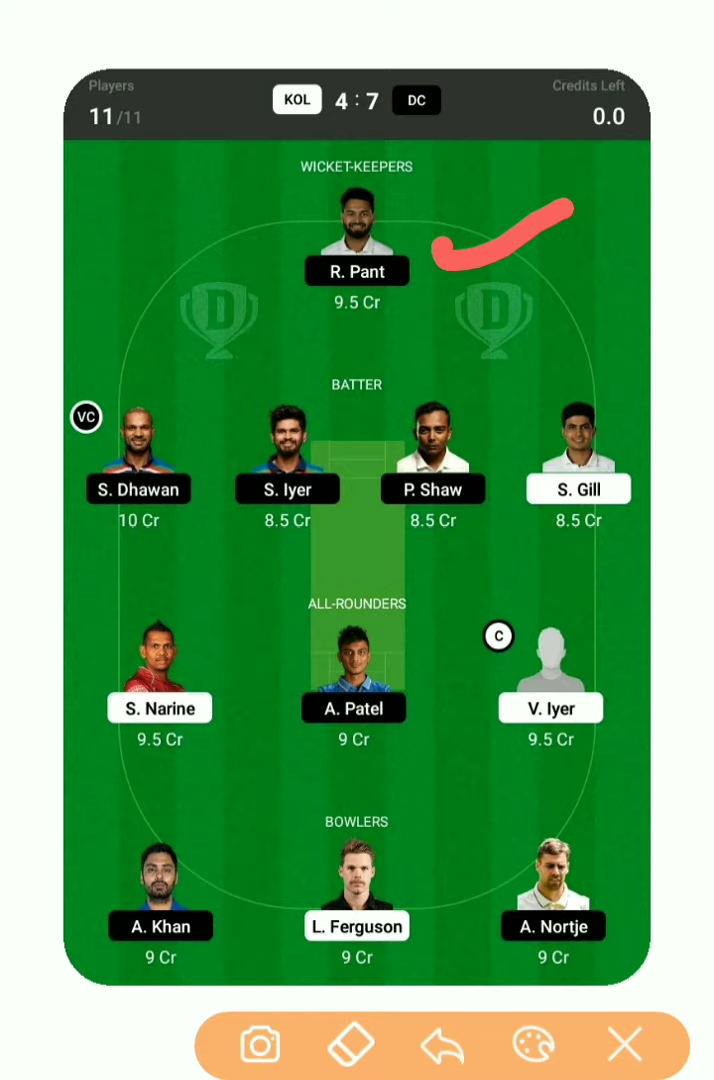 Players
Credits Left
KOL 4 : 7 DC
11/11
0.0
WICKET-KEEPERS
R. Pant
9.5 Cr
D D
BATTER
VC
S. Dhawan S. Iyer P. Shaw S. Gill
10 Cr 8.5 Cr 8.5 Cr 8.5 Cr
ALL-ROUNDERS
C
S. Narine A. Patel V. Iyer
9.5 Cr 9 Cr 9.5 Cr
BOWLERS
A. Khan L. Ferguson A. Nortje
9 Cr 9 Cr 9 Cr